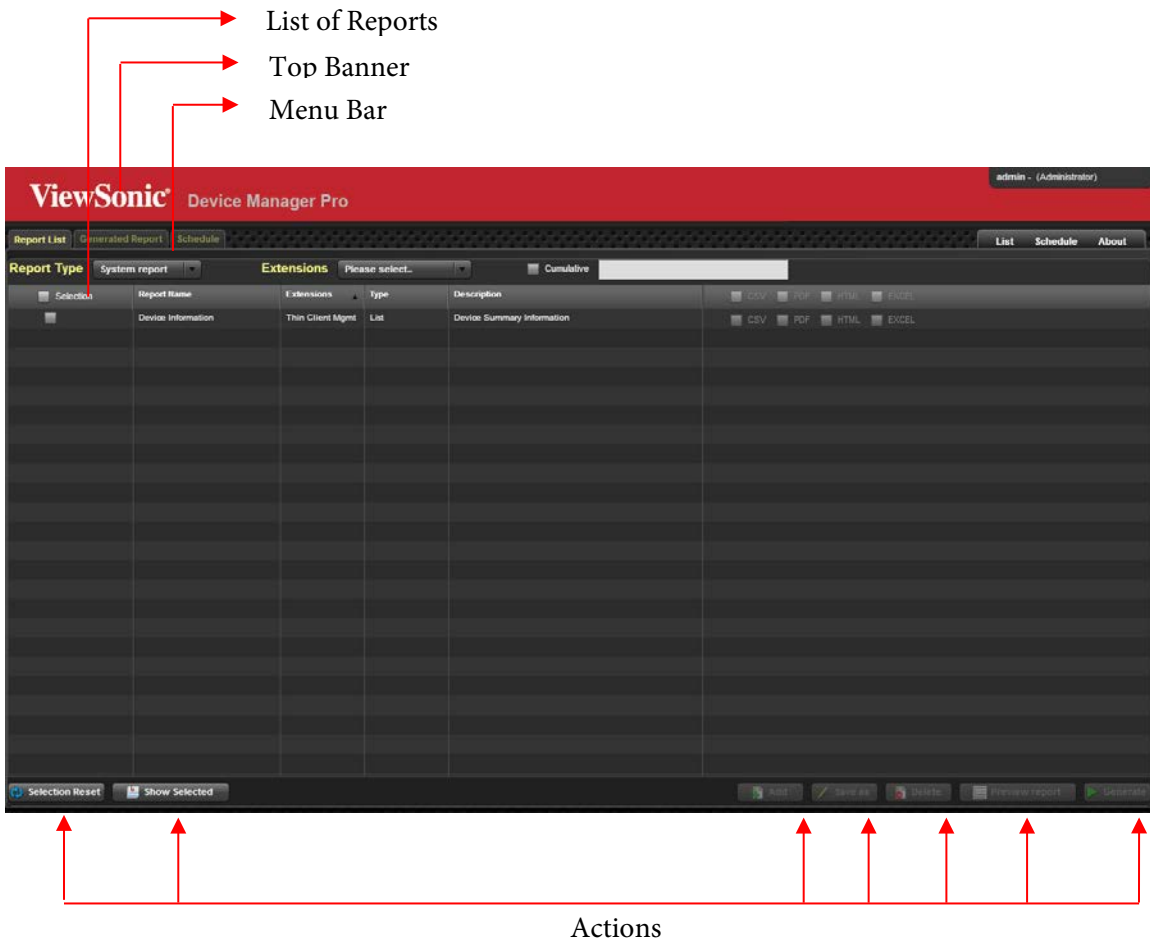 List of Reports
Top Banner
Menu Bar
admin - (Administrator)
ViewSonic® Device Manager Pro
Report List Generated Report Schedule List Schedule About
Report Type System report Extensions Please select.. Cumulative
Selection Report Name Extensions Type Description CSV PDF HTML EXCEL
Device Information Thin Client Mgmt List Device Summary Information CSV PDF HTML EXCEL
Selection Reset Show Selected Add Save as Delete Preview report Generate
Actions